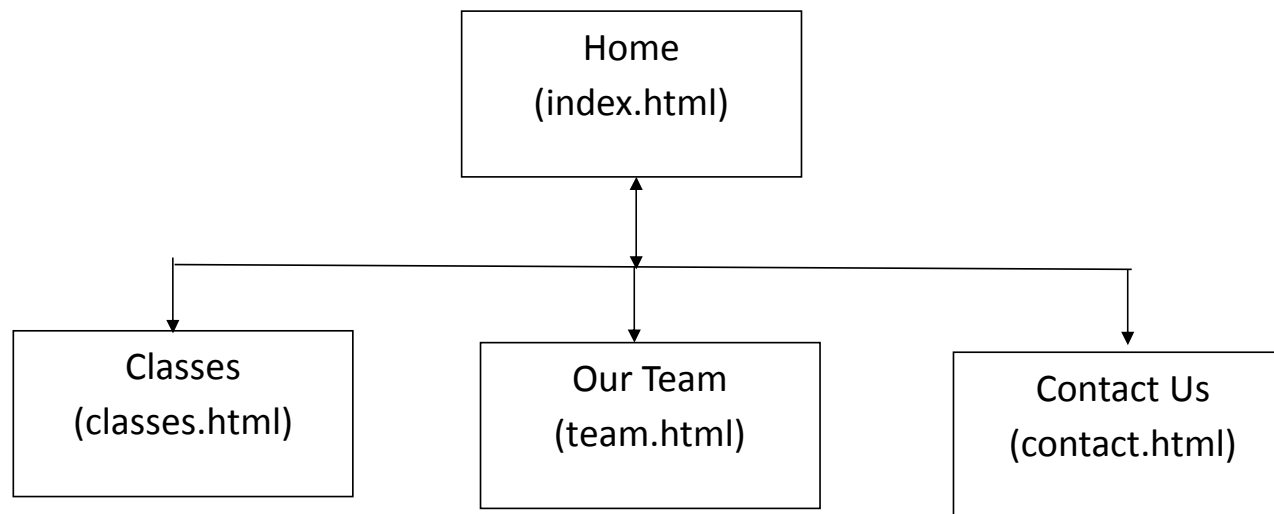 Home
(index.html)
Classes
(classes.html)
Our Team
(team.html)
Contact Us
(contact.html)